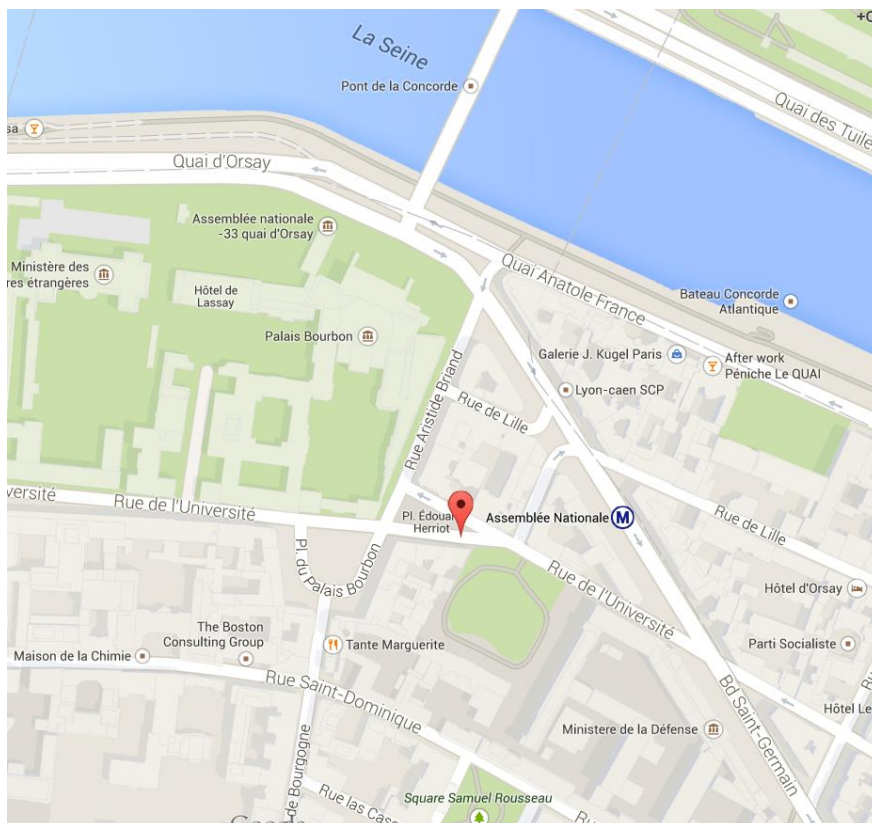 +
La Seine
Pont de la Concorde
Quai des Tuile
sa
Quai d'Orsay
Assemblée nationale
-33 quai d'Orsay
Ministère des
res étrangères
Hôtel de
Lassay
Quai Anatole France
Bateau Concorde
Atlantique
Palais Bourbon
Galerie J. Kugel Paris
After work
Péniche Le QUAI
Lyon-caen SCP
Rue Aristide Briand
Rue de Lille
versité
Rue de l'Université
Pl. Édouar
Herriot
Assemblée Nationale
M
Rue de Lille
Pl. du Palais Bourbon
Rue de l'Université
Hôtel d'Orsay
The Boston
Consulting Group
Tante Marguerite
Parti Socialiste
Maison de la Chimie
Rue Saint-Dominique
Bd Saint-Germain
Hôtel Le
Ministere de la Défense
de Bourgogne
Rue las Cas
Square Samuel Rousseau